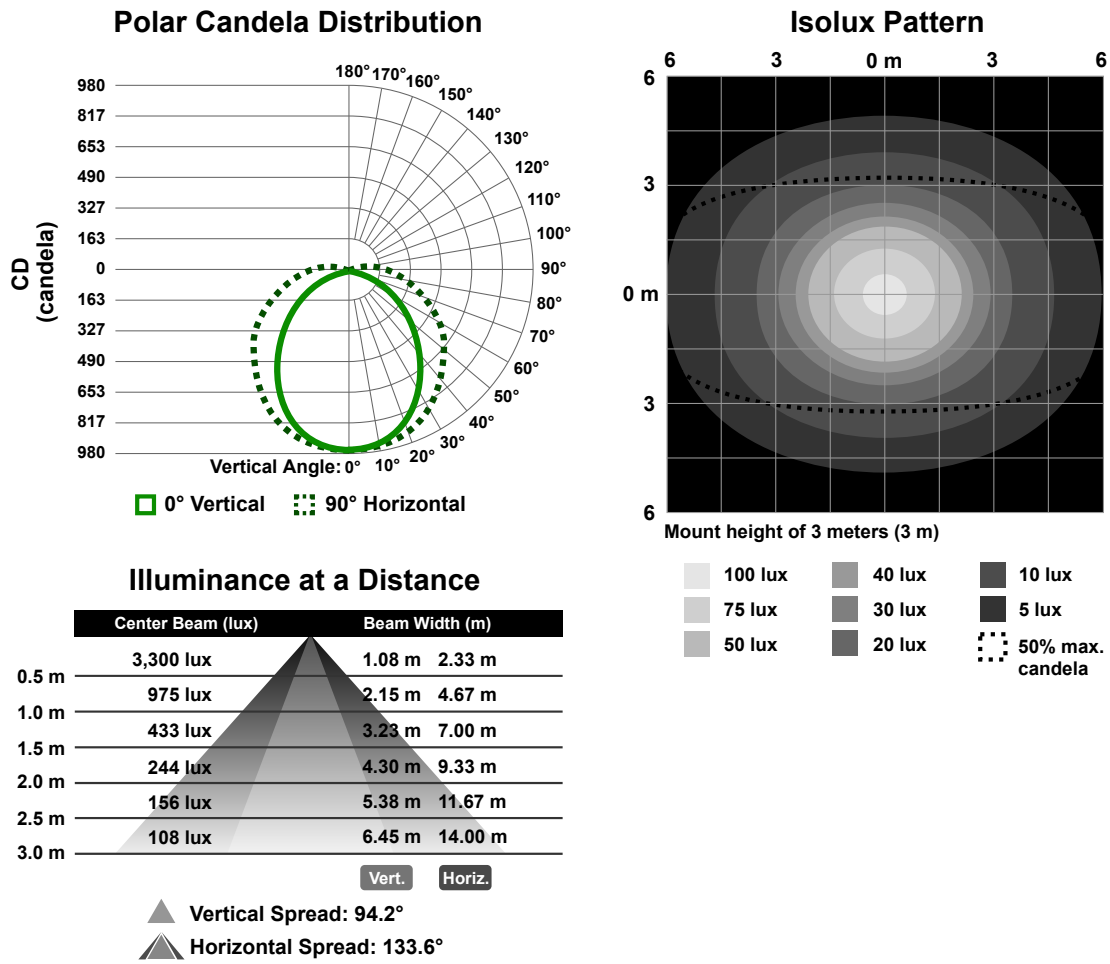 Polar Candela Distribution
180° 170° 160° 150° 140° 130° 120° 110° 100° 90° 80° 70° 60° 50° 40° 30° 20° 10°
980
817
653
490
327
163
0
163
327
490
653
817
980
CD
(candela)
Vertical Angle: 0°
0° Vertical
90° Horizontal
Isolux Pattern
6 3 0 m 3 6
6
3
0 m
3
6
Mount height of 3 meters (3 m)
100 lux
75 lux
50 lux
40 lux
30 lux
20 lux
10 lux
5 lux
50% max.
candela
Illuminance at a Distance
Center Beam (lux) Beam Width (m)
3,300 lux 1.08 m 2.33 m
0.5 m
975 lux 2.15 m 4.67 m
1.0 m
433 lux 3.23 m 7.00 m
1.5 m
244 lux 4.30 m 9.33 m
2.0 m
156 lux 5.38 m 11.67 m
2.5 m
108 lux 6.45 m 14.00 m
3.0 m
Vert. Horiz.
Vertical Spread: 94.2°
Horizontal Spread: 133.6°